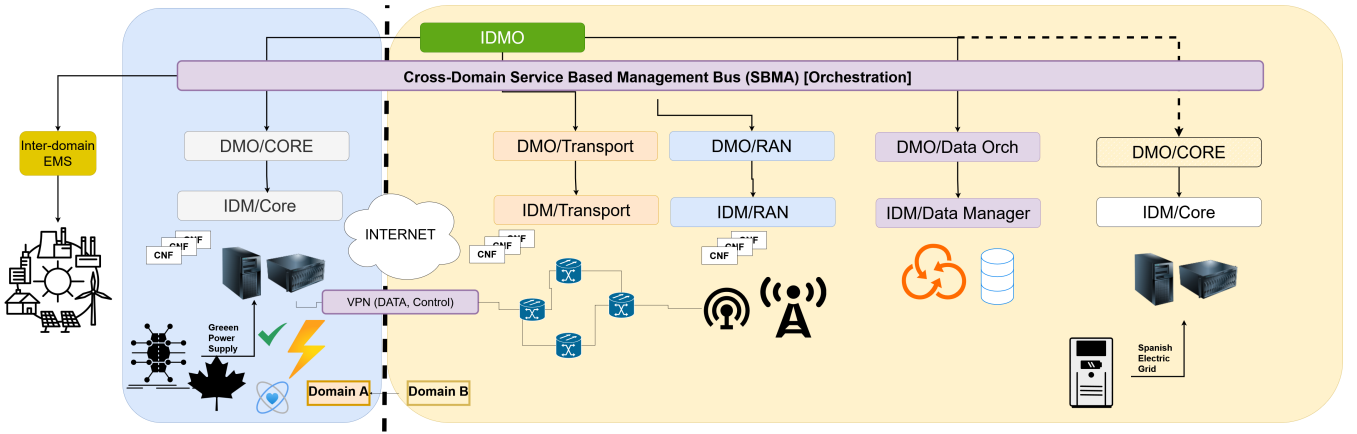 IDMO
Cross-Domain Service Based Management Bus (SBMA) [Orchestration]
Inter-domain
EMS
DMO/CORE
DMO/Transport
DMO/RAN
DMO/Data Orch
DMO/CORE
IDM/Core
IDM/Transport
IDM/RAN
IDM/Data Manager
IDM/Core
INTERNET
CNF
CNF
CNF
CNF
CNF
CNF
CNF
CNF
CNF
VPN (DATA, Control)
Greeen
Power
Supply
Spanish
Electric
Grid
Domain A
Domain B